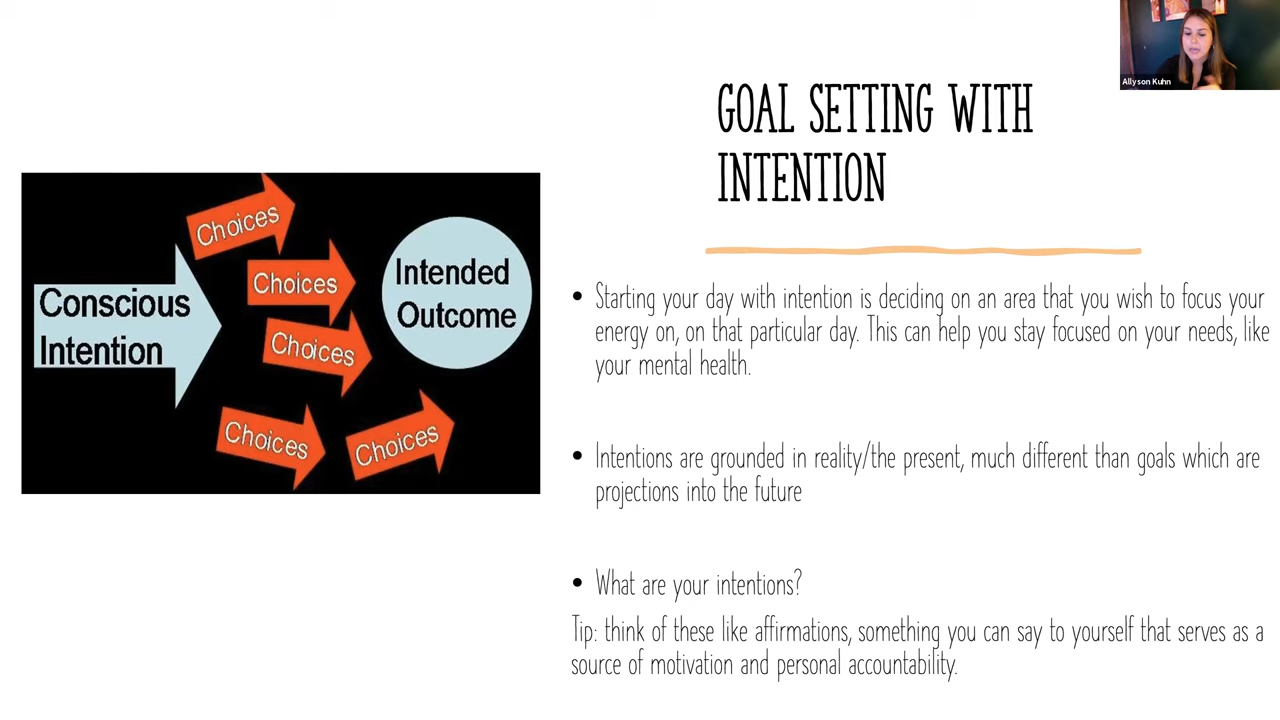 Allyson Kuhn
GOAL SETTING WITH
INTENTION
Choices
Choices
Choices
Choices
Choices
Conscious
Intention
Intended
Outcome
• Starting your day with intention is deciding on an area that you wish to focus your
energy on, on that particular day. This can help you stay focused on your needs, like
your mental health.
• Intentions are grounded in reality/the present, much different than goals which are
projections into the future
• What are your intentions?
Tip: think of these like affirmations, something you can say to yourself that serves as a
source of motivation and personal accountability.